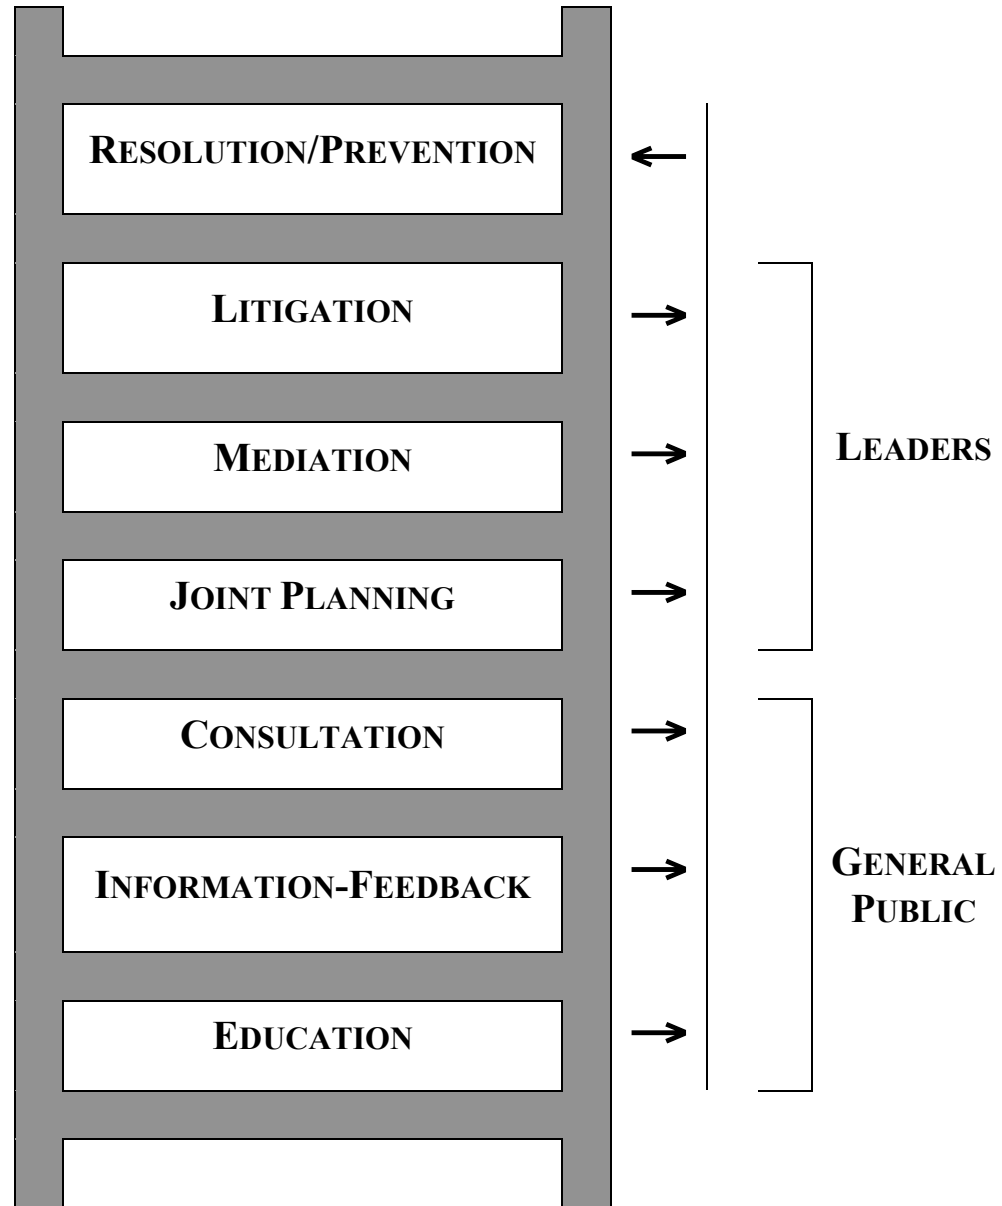 RESOLUTION/PREVENTION
LITIGATION
MEDIATION
JOINT PLANNING
CONSULTATION
INFORMATION-FEEDBACK
EDUCATION
LEADERS
GENERAL
PUBLIC